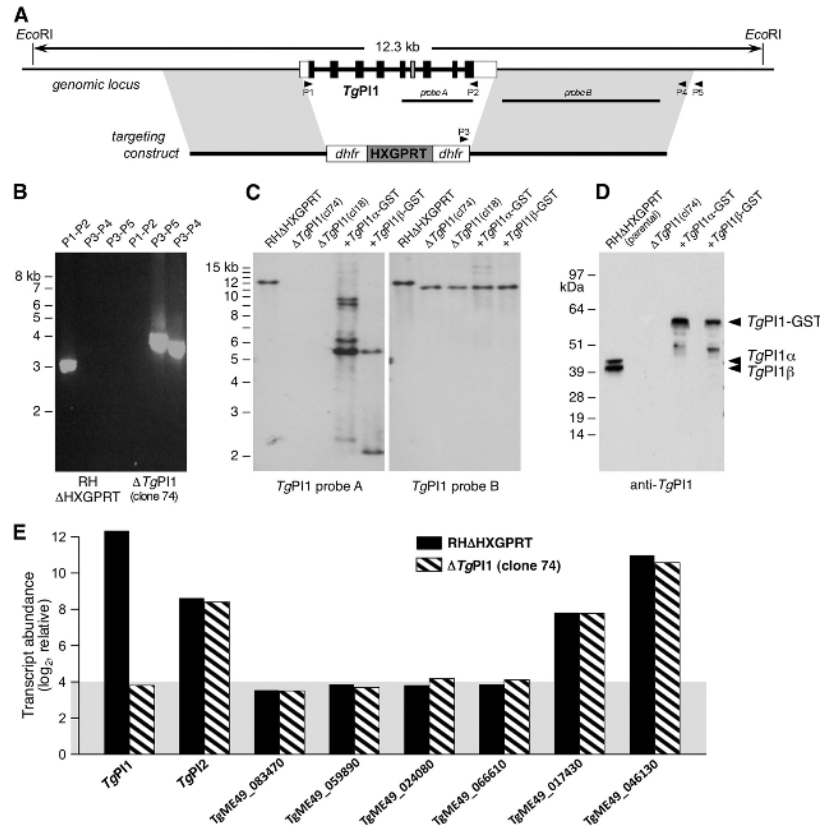 A
EcoRI
12.3 kb
EcoRI
genomic locus
P1
TgPI1
probe A
P2
probe B
P4
P5
P3
targeting
construct
dhfr
HXGPRT
dhfr
B
P1-P2
P3-P4
P3-P5
P1-P2
P3-P5
P3-P4
8 kb
7
6
5
4
3
2
RH
ΔHXGPRT
ΔTgPI1
(clone 74)
C
RHΔHXGPRT
ΔTgPI1(cl74)
ΔTgPI1(cl18)
+TgPI1α-GST
+TgPI1β-GST
RHΔHXGPRT
ΔTgPI1(cl74)
ΔTgPI1(cl18)
+TgPI1α-GST
+TgPI1β-GST
15 kb
12
10
8
6
5
4
3
2
TgPI1 probe A
TgPI1 probe B
D
RHΔHXGPRT
(parental)
ΔTgPI1(cl74)
+TgPI1α-GST
+TgPI1β-GST
97
kDa
64
51
39
28
19
14
TgPI1-GST
TgPI1α
TgPI1β
anti-TgPI1
E
Transcript abundance
(log2, relative)
12
10
8
6
4
2
0
RHΔHXGPRT
ΔTgPI1 (clone 74)
TgPI1
TgPI2
TgME49_083470
TgME49_059890
TgME49_024080
TgME49_066610
TgME49_017430
TgME49_046130